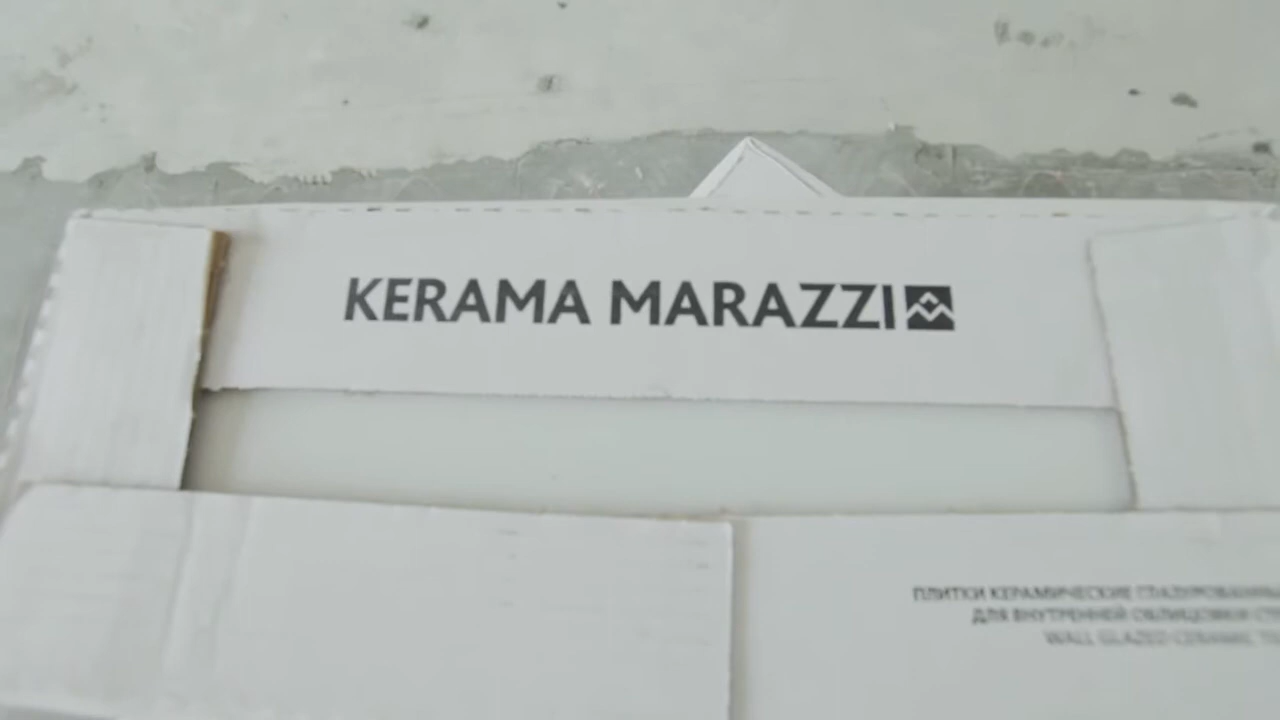 KERAMA MARAZZI
ПЛИТКИ КЕРАМИЧЕСКИЕ
ДЛЯ ВНУТРЕННЕЙ ОБЛИЦОВКИ
WALL GLAZED CERAMIC